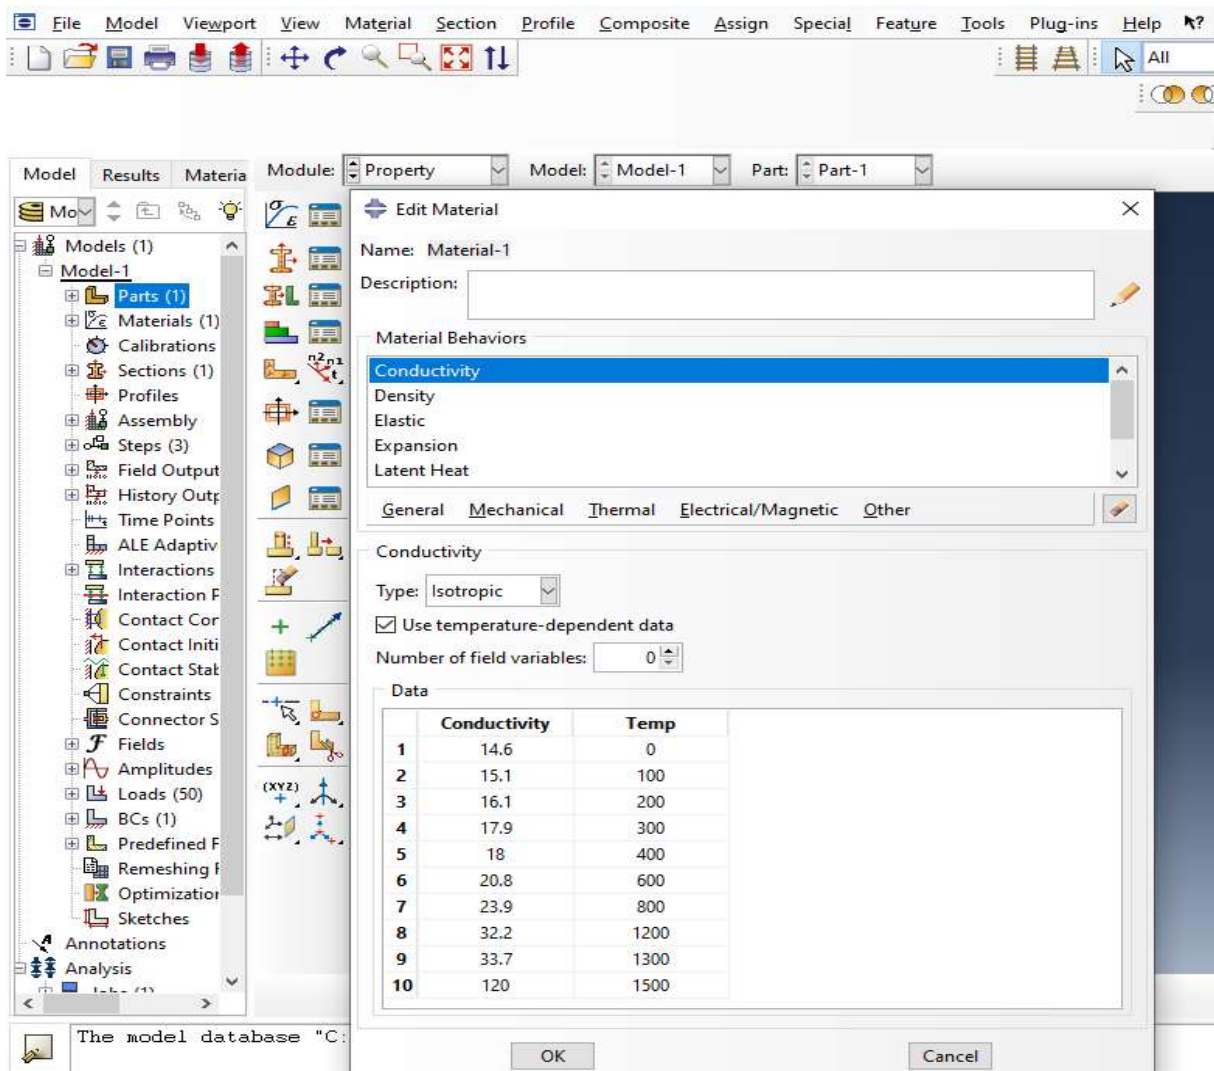 File Model Viewport View Material Section Profile Composite Assign Special Feature Tools Plug-ins Help
All
Model Results Materia Module: Property Model: Model-1 Part: Part-1
Mo
Edit Material
Models (1)
Model-1
Parts (1)
Materials (1)
Calibrations
Sections (1)
Profiles
Assembly
Steps (3)
Field Output
History Outp
Time Points
ALE Adaptiv
Interactions
Interaction P
Contact Cor
Contact Initi
Contact Stab
Constraints
Connector S
Fields
Amplitudes
Loads (50)
BCs (1)
Predefined F
Remeshing
Optimization
Sketches
Annotations
Analysis
Jobs (1)
Name: Material-1
Description:
Material Behaviors
Conductivity
Density
Elastic
Expansion
Latent Heat
General Mechanical Thermal Electrical/Magnetic Other
Conductivity
Type: Isotropic
Use temperature-dependent data
Number of field variables: 0
Data
Conductivity Temp
1 14.6 0
2 15.1 100
3 16.1 200
4 17.9 300
5 18 400
6 20.8 600
7 23.9 800
8 32.2 1200
9 33.7 1300
10 120 1500
OK Cancel
The model database "C: